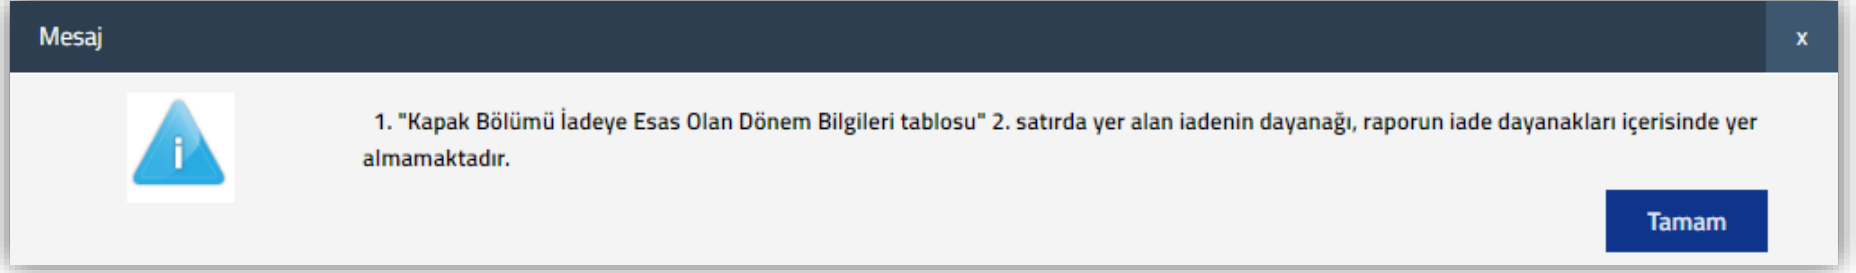 Mesaj
x
1. "Kapak Bölümü İadeye Esas Olan Dönem Bilgileri tablosu" 2. satırda yer alan iadenin dayanağı, raporun iade dayanakları içerisinde yer
almamaktadır.
Tamam